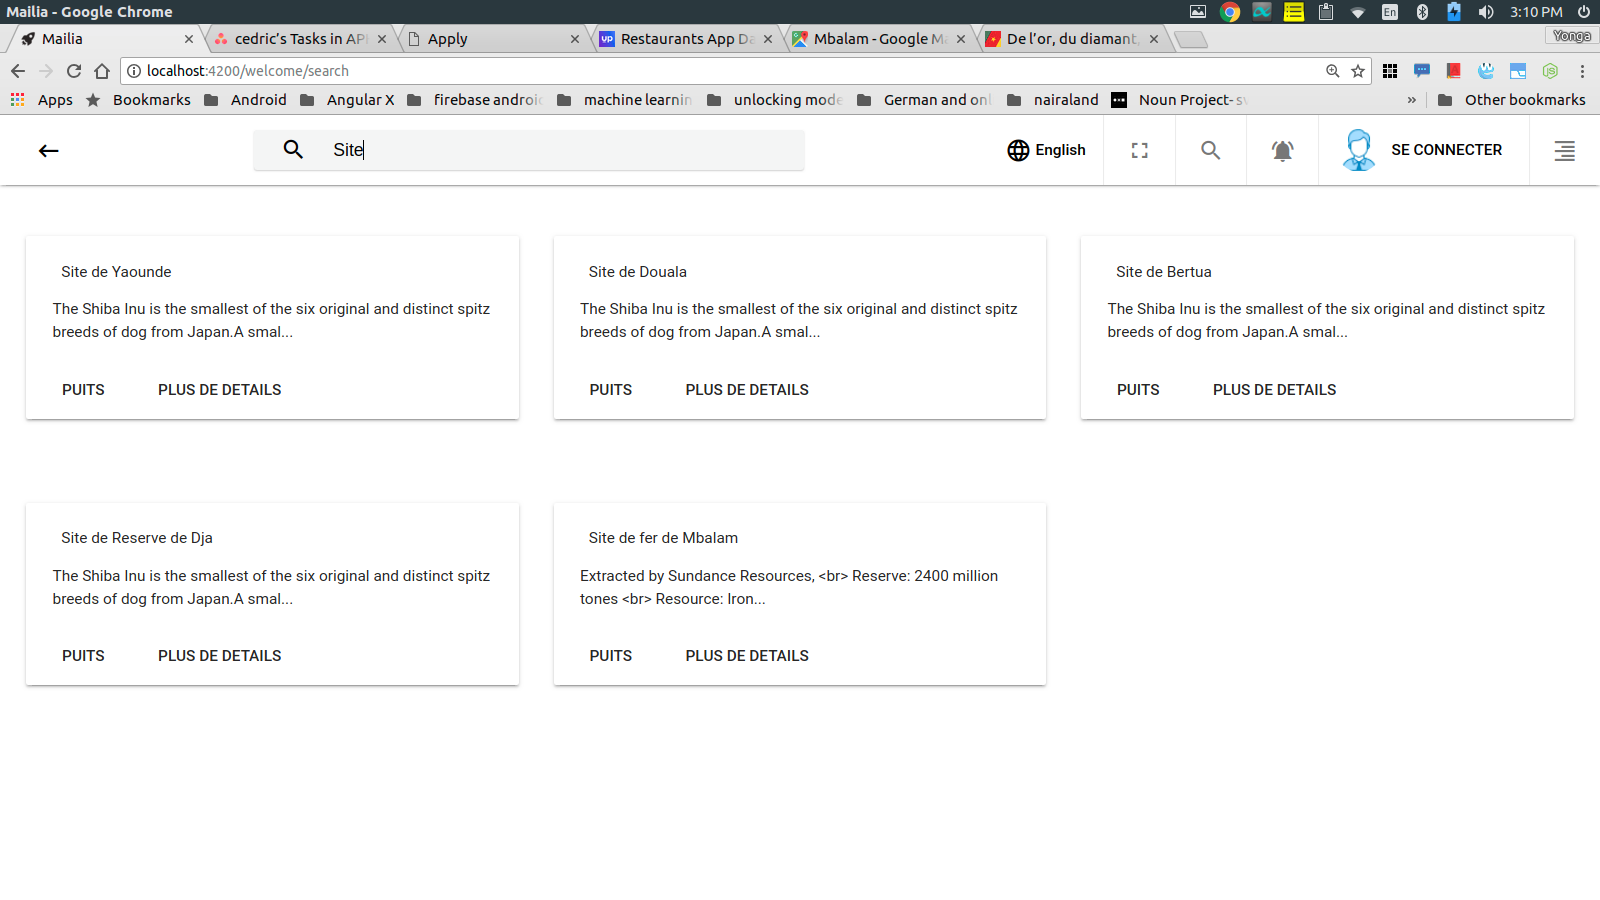 Mailia - Google Chrome
En
3:10 PM
Mailia
cedric's Tasks in AP
Apply
up Restaurants App Da
Mbalam - Google Ma
De l'or, du diamant,
Yonga
localhost:4200/welcome/search
Apps
Bookmarks
Android
Angular X
firebase androi
machine learnin
unlocking mode
German and onl
nairaland
Noun Project- sv
»
Other bookmarks
Site
English
SE CONNECTER
Site de Yaounde
The Shiba Inu is the smallest of the six original and distinct spitz
breeds of dog from Japan.A smal...
PUITS
PLUS DE DETAILS
Site de Douala
The Shiba Inu is the smallest of the six original and distinct spitz
breeds of dog from Japan.A smal...
PUITS
PLUS DE DETAILS
Site de Bertua
The Shiba Inu is the smallest of the six original and distinct spitz
breeds of dog from Japan.A smal...
PUITS
PLUS DE DETAILS
Site de Reserve de Dja
The Shiba Inu is the smallest of the six original and distinct spitz
breeds of dog from Japan.A smal...
PUITS
PLUS DE DETAILS
Site de fer de Mbalam
Extracted by Sundance Resources, <br> Reserve: 2400 million
tones <br> Resource: Iron...
PUITS
PLUS DE DETAILS